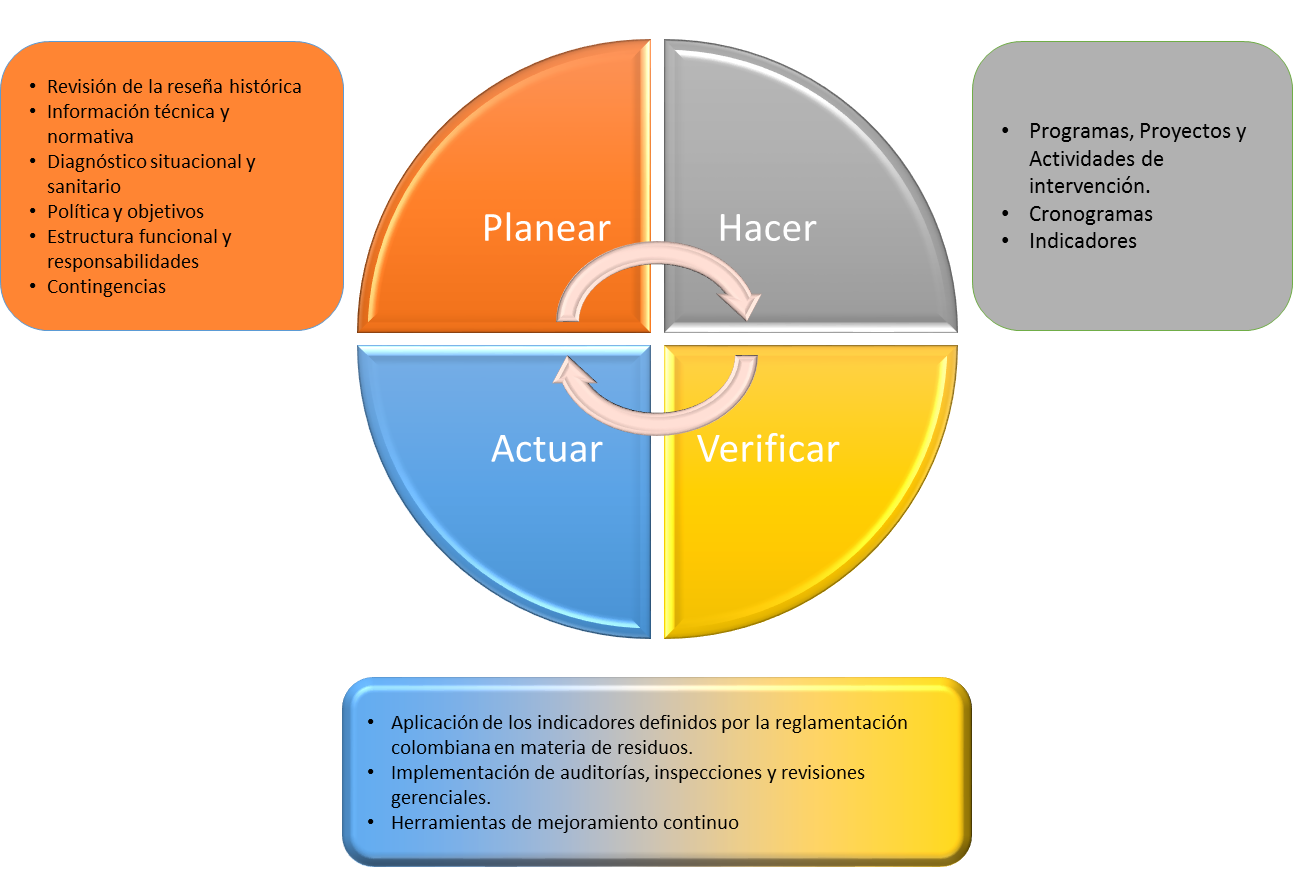 • Revisión de la reseña histórica
• Información técnica y
normativa
• Diagnóstico situacional y
sanitario
• Política y objetivos
• Estructura funcional y
responsabilidades
• Contingencias
Planear
Hacer
• Programas, Proyectos y
Actividades de
intervención.
• Cronogramas
• Indicadores
Actuar
Verificar
• Aplicación de los indicadores definidos por la reglamentación
colombiana en materia de residuos.
• Implementación de auditorías, inspecciones y revisiones
gerenciales.
• Herramientas de mejoramiento continuo